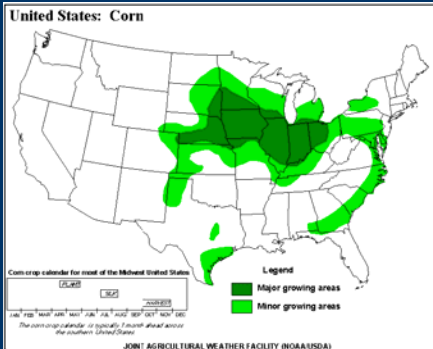 United States: Corn
Corn crop calendar for most of the Midwest United States
PLANT
SILK
HARVEST
JAN FEB MAR APR MAY JUN JUL AUG SEP OCT NOV DEC
The corn crop calendar is typically 1 month ahead across
the southern United States.
Legend
Major growing areas
Minor growing areas
JOINT AGRICULTURAL WEATHER FACILITY (NOAA/USDA)